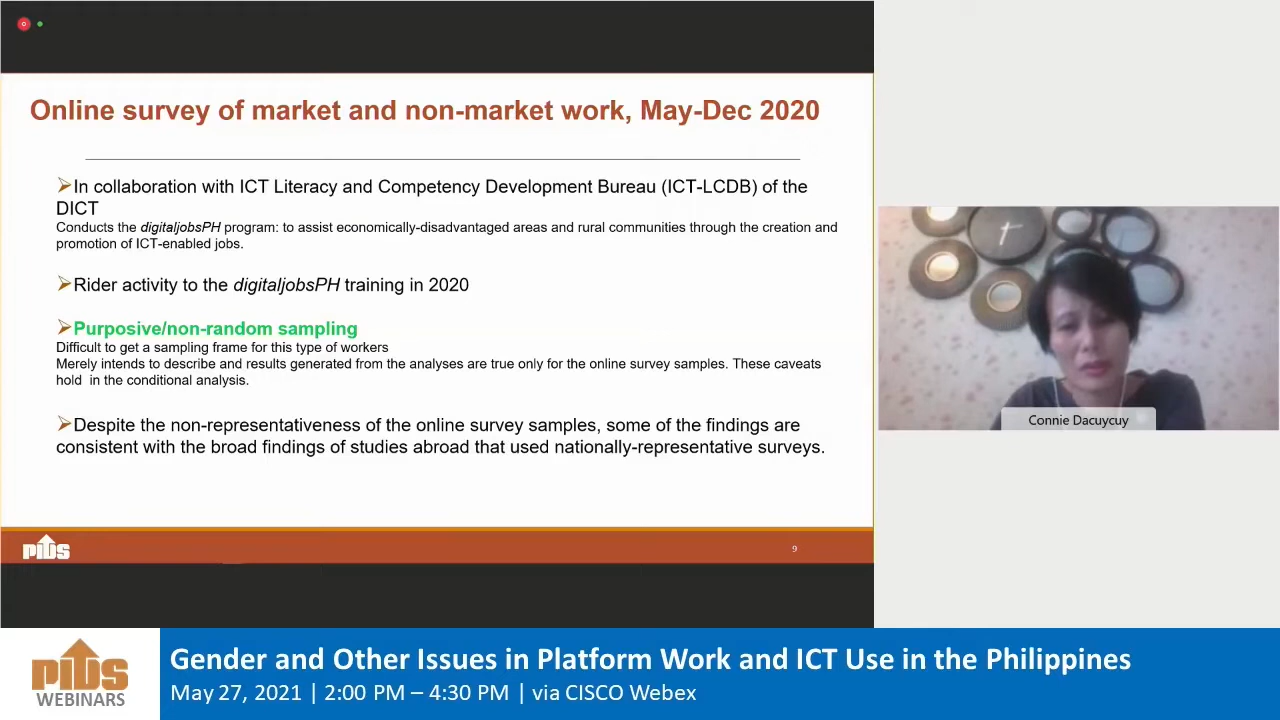 Online survey of market and non-market work, May-Dec 2020
➢In collaboration with ICT Literacy and Competency Development Bureau (ICT-LCDB) of the
DICT
Conducts the digitaljobsPH program: to assist economically-disadvantaged areas and rural communities through the creation and
promotion of ICT-enabled jobs.
➢Rider activity to the digitaljobsPH training in 2020
➢Purposive/non-random sampling
Difficult to get a sampling frame for this type of workers
Merely intends to describe and results generated from the analyses are true only for the online survey samples. These caveats
hold in the conditional analysis.
➢Despite the non-representativeness of the online survey samples, some of the findings are
consistent with the broad findings of studies abroad that used nationally-representative surveys.
pids
9
Connie Dacuycuy
pids
WEBINARS
Gender and Other Issues in Platform Work and ICT Use in the Philippines
May 27, 2021 | 2:00 PM – 4:30 PM | via CISCO Webex